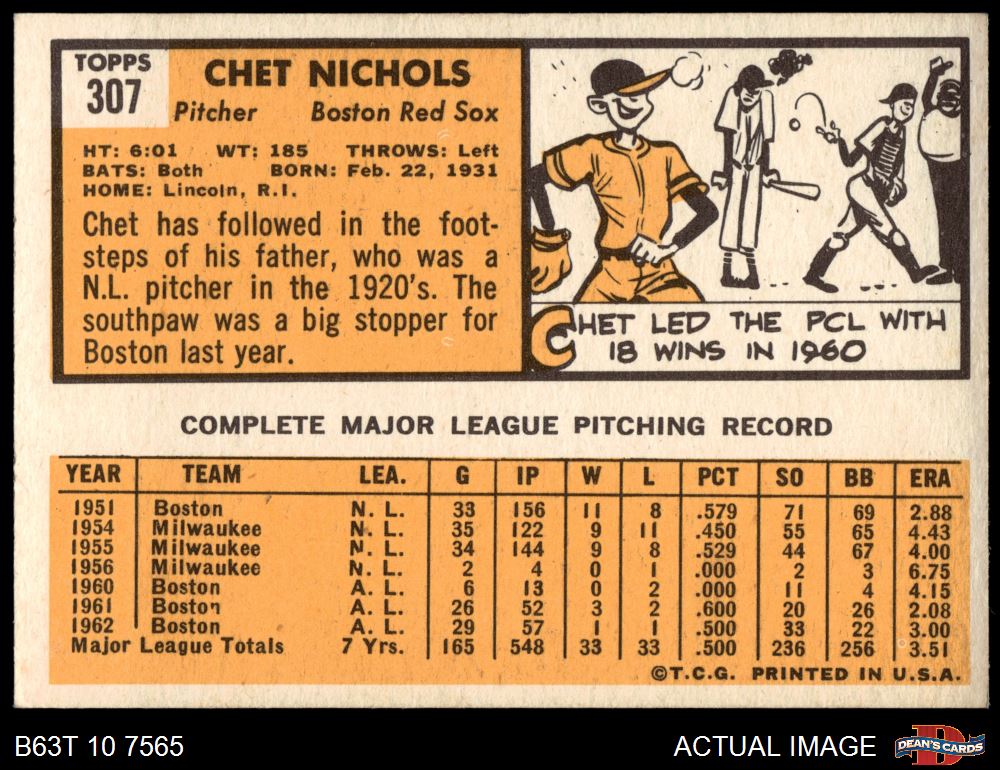 TOPPS
307
CHET NICHOLS
Pitcher Boston Red Sox
HT: 6:01 WT: 185 THROWS: Left
BATS: Both BORN: Feb. 22, 1931
HOME: Lincoln, R.I.
Chet has followed in the foot-
steps of his father, who was a
N.L. pitcher in the 1920's. The
southpaw was a big stopper for
Boston last year.
CHET LED THE PCL WITH
18 WINS IN 1960
COMPLETE MAJOR LEAGUE PITCHING RECORD
YEAR TEAM LEA. G IP W L PCT SO BB ERA
1951 Boston N. L. 33 156 11 8 .579 71 69 2.88
1954 Milwaukee N. L. 35 122 9 11 .450 55 65 4.43
1955 Milwaukee N. L. 34 144 9 8 .529 44 67 4.00
1956 Milwaukee N. L. 2 4 0 1 .000 2 3 6.75
1960 Boston A. L. 6 13 0 2 .000 11 4 4.15
1961 Boston A. L. 26 52 3 2 .600 20 26 2.08
1962 Boston A. L. 29 57 1 1 .500 33 22 3.00
Major League Totals 7 Yrs. 165 548 33 33 .500 236 256 3.51
©T.C.G. PRINTED IN U.S.A.
B63T 10 7565
ACTUAL IMAGE
D
DEAN'S CARDS